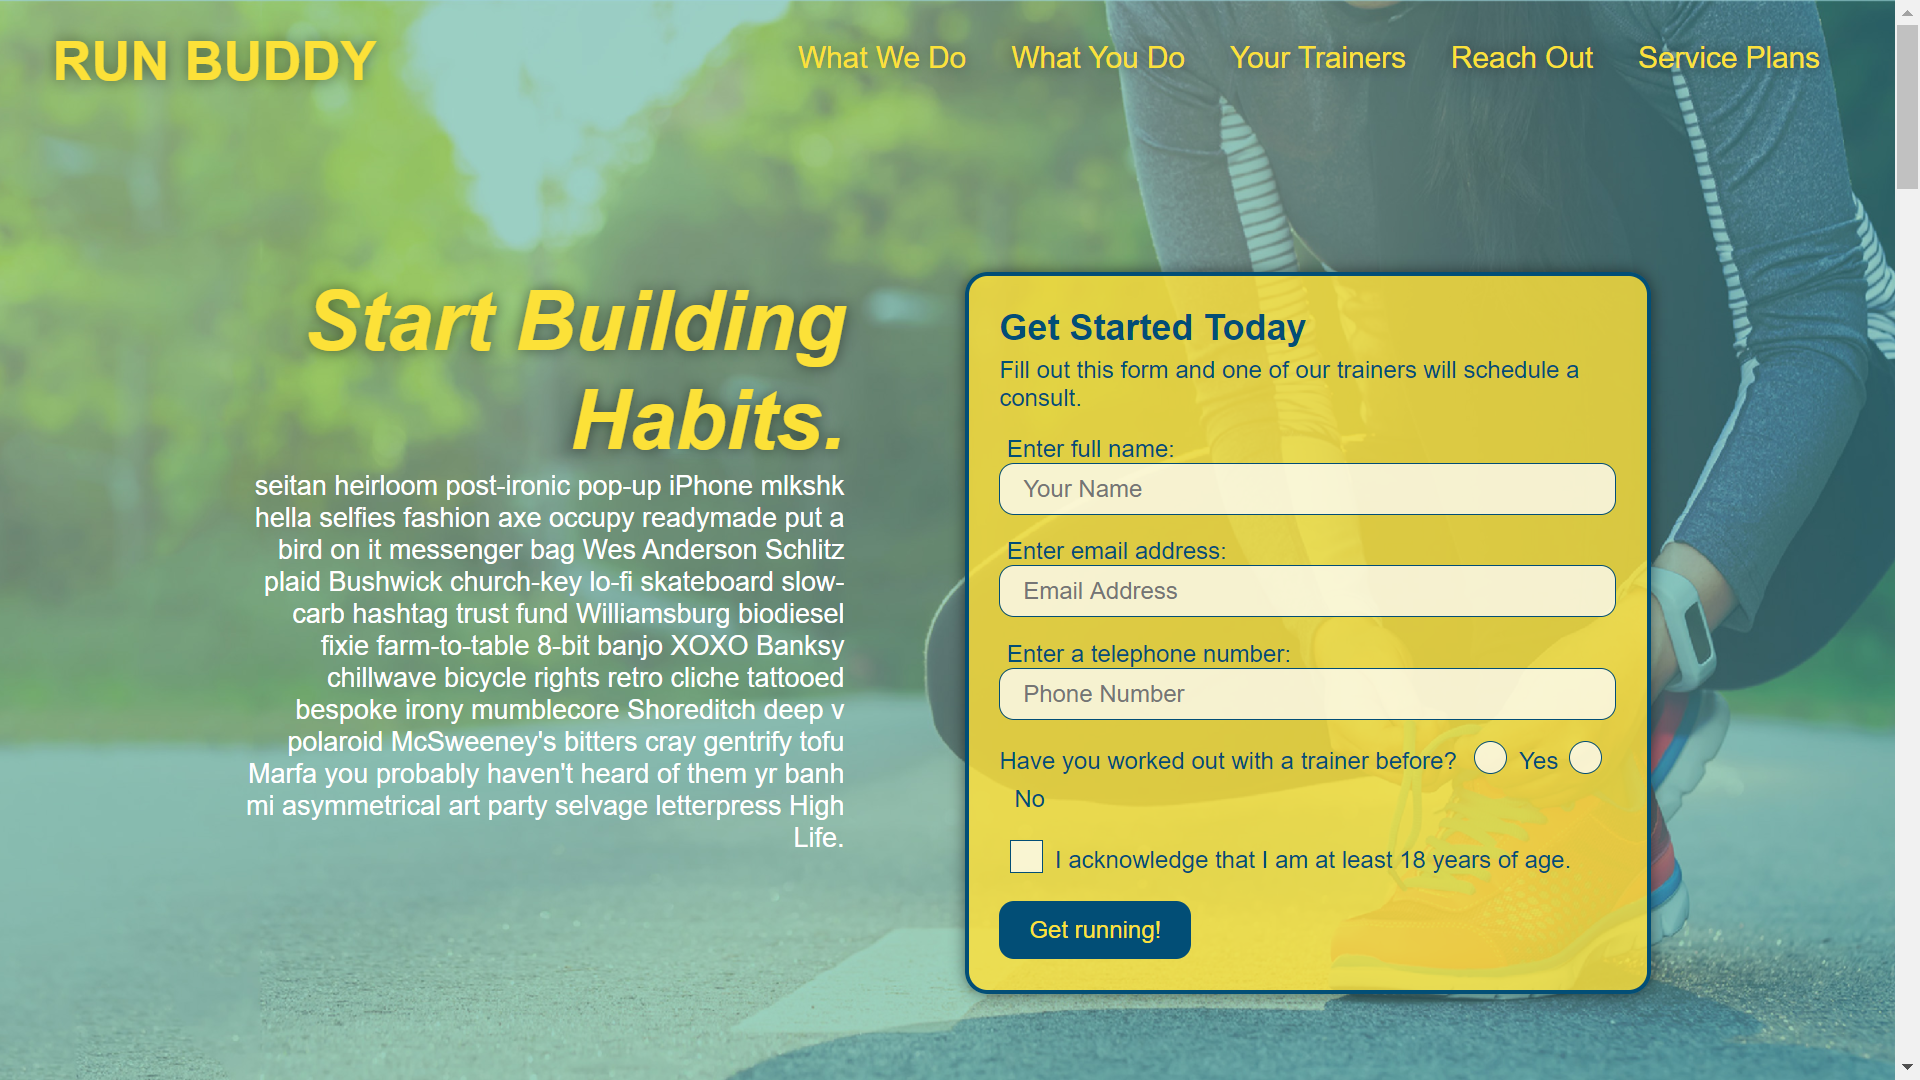 RUN BUDDY
What We Do
What You Do
Your Trainers
Reach Out
Service Plans
Start Building
Habits.
seitan heirloom post-ironic pop-up iPhone mlkshk
hella selfies fashion axe occupy readymade put a
bird on it messenger bag Wes Anderson Schlitz
plaid Bushwick church-key lo-fi skateboard slow-
carb hashtag trust fund Williamsburg biodiesel
fixie farm-to-table 8-bit banjo XOXO Banksy
chillwave bicycle rights retro cliche tattooed
bespoke irony mumblecore Shoreditch deep v
polaroid McSweeney's bitters cray gentrify tofu
Marfa you probably haven't heard of them yr banh
mi asymmetrical art party selvage letterpress High
Life.
Get Started Today
Fill out this form and one of our trainers will schedule a
consult.
Enter full name:
Your Name
Enter email address:
Email Address
Enter a telephone number:
Phone Number
Have you worked out with a trainer before? Yes
No
I acknowledge that I am at least 18 years of age.
Get running!